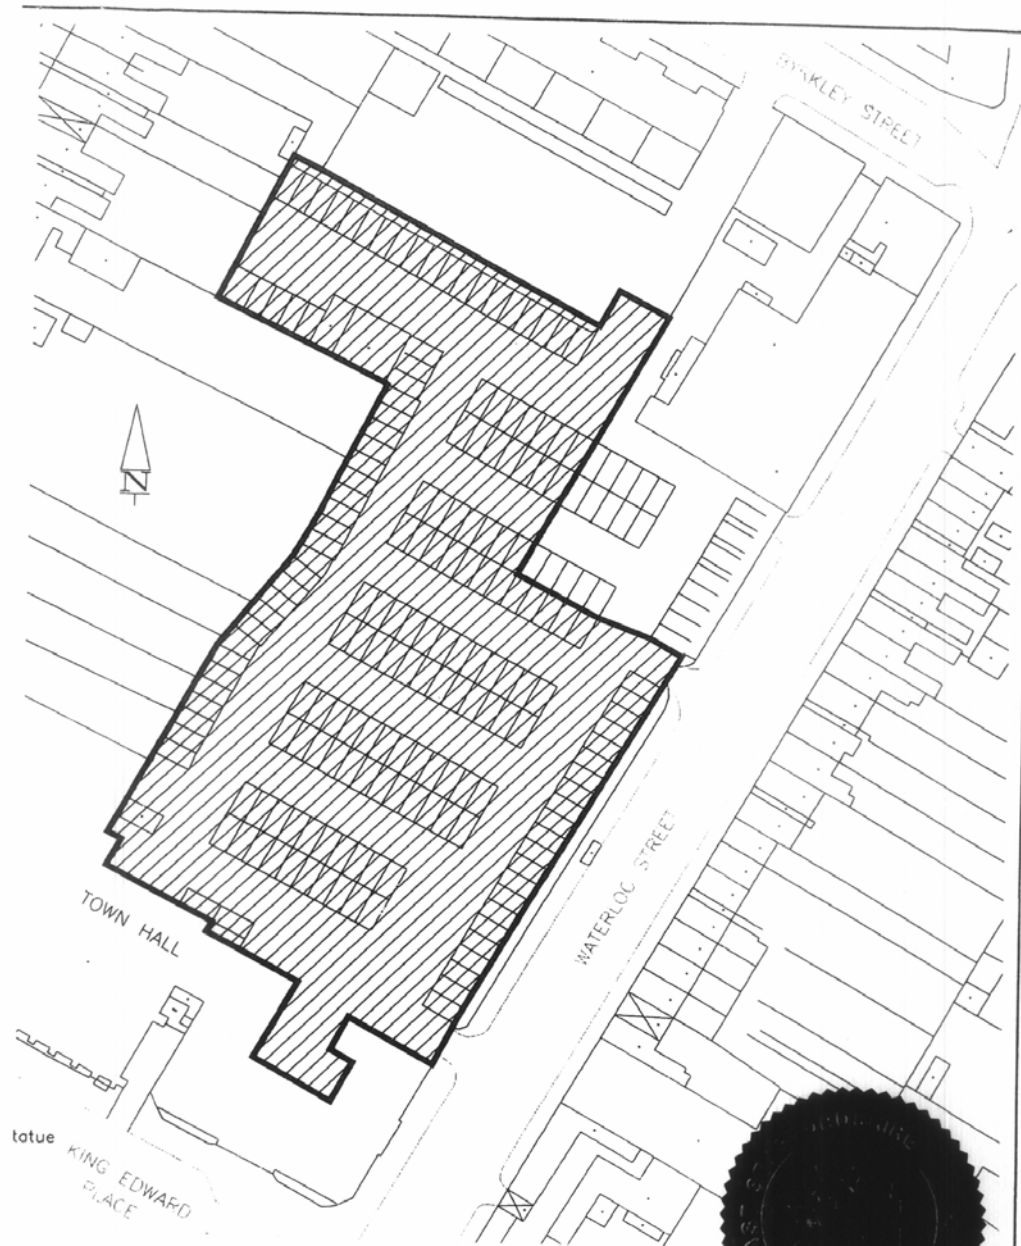 BYRKLEY STREET
N
WATERLOO STREET
TOWN HALL
tatue
KING EDWARD
PLACE